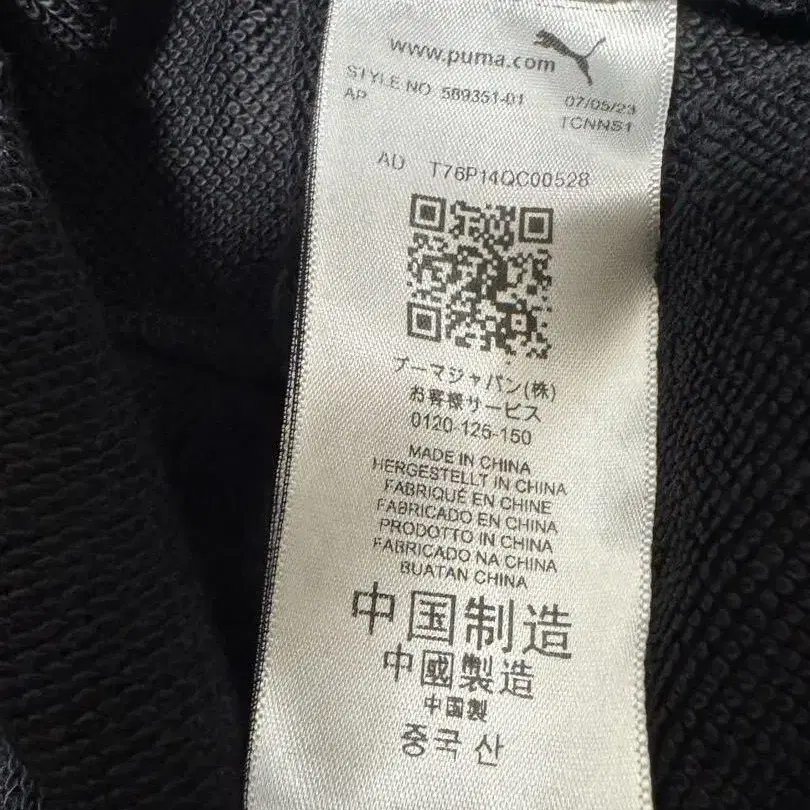 www.puma.com
STYLE NO 589351-01 07/05/23
AP TCNNS1
AU T76P14QC00528
プーマジャパン(株)
お客様サービス
0120-125-150
MADE IN CHINA
HERGESTELLT IN CHINA
FABRIQUÉ EN CHINE
FABRICADO EN CHINA
PRODOTTO IN CHINA
FABRICADO NA CHINA
BUATAN CHINA
中国制造
中國製造
中国製
중국 산